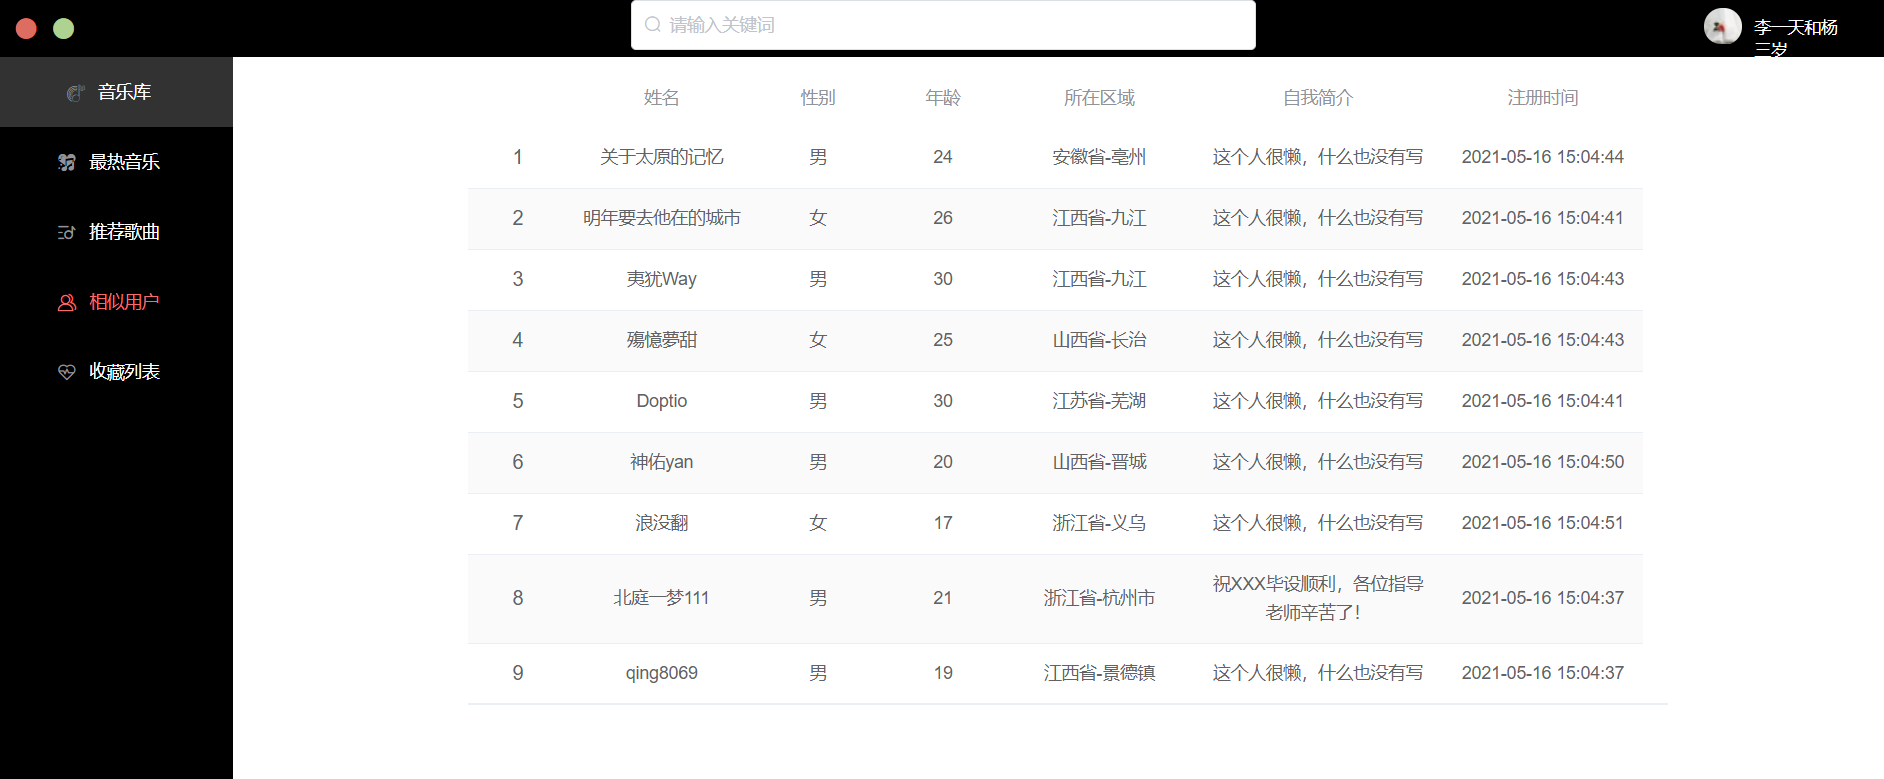 请输入关键词
李一天和杨
三岁
音乐库
最热音乐
推荐歌曲
相似用户
收藏列表
姓名 性别 年龄 所在区域 自我简介 注册时间
1 关于太原的记忆 男 24 安徽省-亳州 这个人很懒，什么也没有写 2021-05-16 15:04:44
2 明年要去他在的城市 女 26 江西省-九江 这个人很懒，什么也没有写 2021-05-16 15:04:41
3 夷犹Way 男 30 江西省-九江 这个人很懒，什么也没有写 2021-05-16 15:04:43
4 殤憶夢甜 女 25 山西省-长治 这个人很懒，什么也没有写 2021-05-16 15:04:43
5 Doptio 男 30 江苏省-芜湖 这个人很懒，什么也没有写 2021-05-16 15:04:41
6 神佑yan 男 20 山西省-晋城 这个人很懒，什么也没有写 2021-05-16 15:04:50
7 浪没翻 女 17 浙江省-义乌 这个人很懒，什么也没有写 2021-05-16 15:04:51
8 北庭一梦111 男 21 浙江省-杭州市 祝XXX毕设顺利，各位指导
老师辛苦了！ 2021-05-16 15:04:37
9 qing8069 男 19 江西省-景德镇 这个人很懒，什么也没有写 2021-05-16 15:04:37